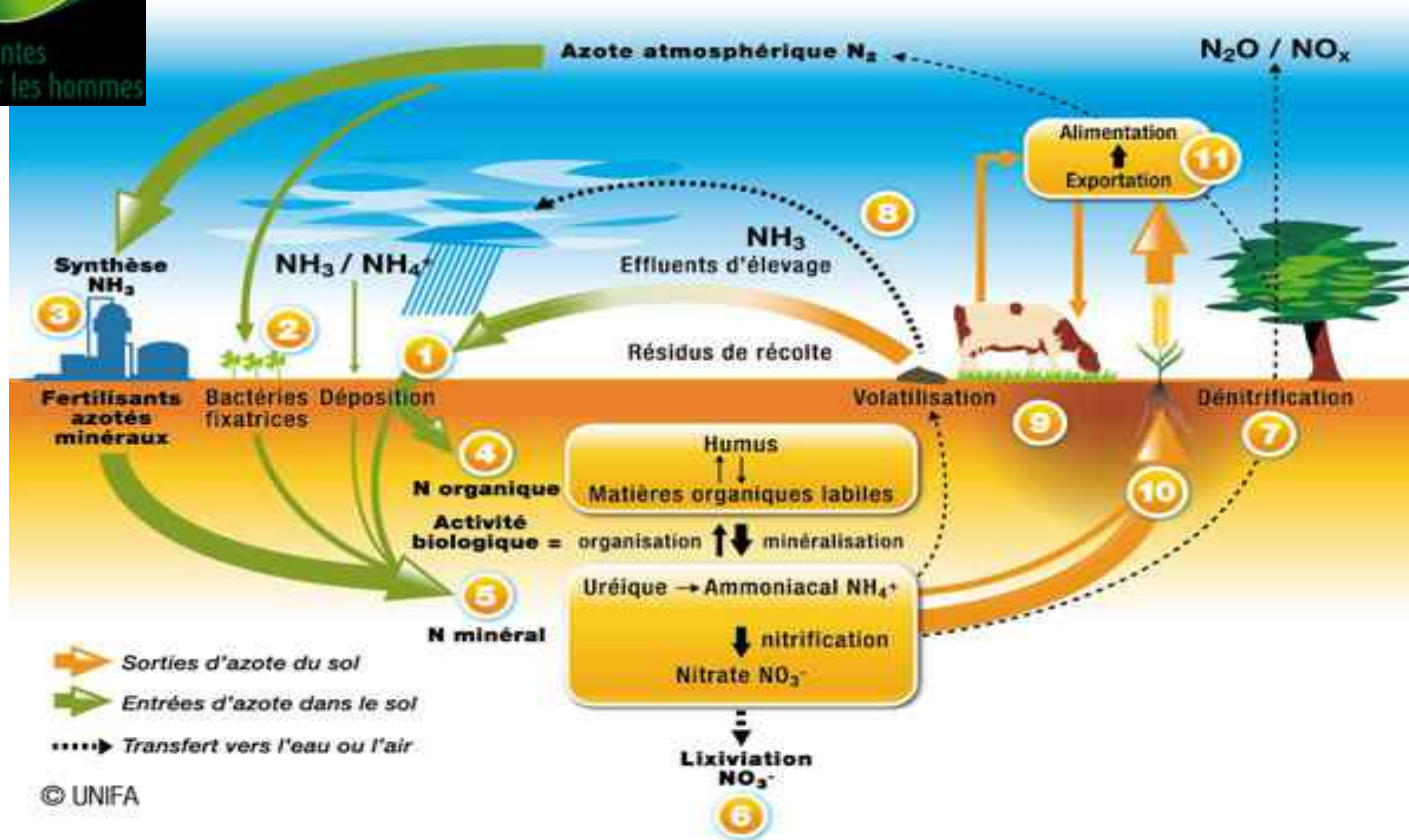 ntes
r les hommes
Azote atmosphérique N₂
N₂O / NOₓ
Alimentation
11
Exportation
8
NH₃
Effluents d'élevage
Synthèse
NH₃
NH₃ / NH₄⁺
3
2
1
Résidus de récolte
Fertilisants
azotés
minéraux
Bactéries
fixatrices
Déposition
Volatilisation
9
Dénitrification
7
4
N organique
Humus
Matières organiques labiles
10
Activité
biologique =
organisation
minéralisation
5
N minéral
Uréique → Ammoniacal NH₄⁺
nitrification
Nitrate NO₃⁻
Sorties d'azote du sol
Entrées d'azote dans le sol
Transfert vers l'eau ou l'air
Lixiviation
NO₃⁻
6
© UNIFA